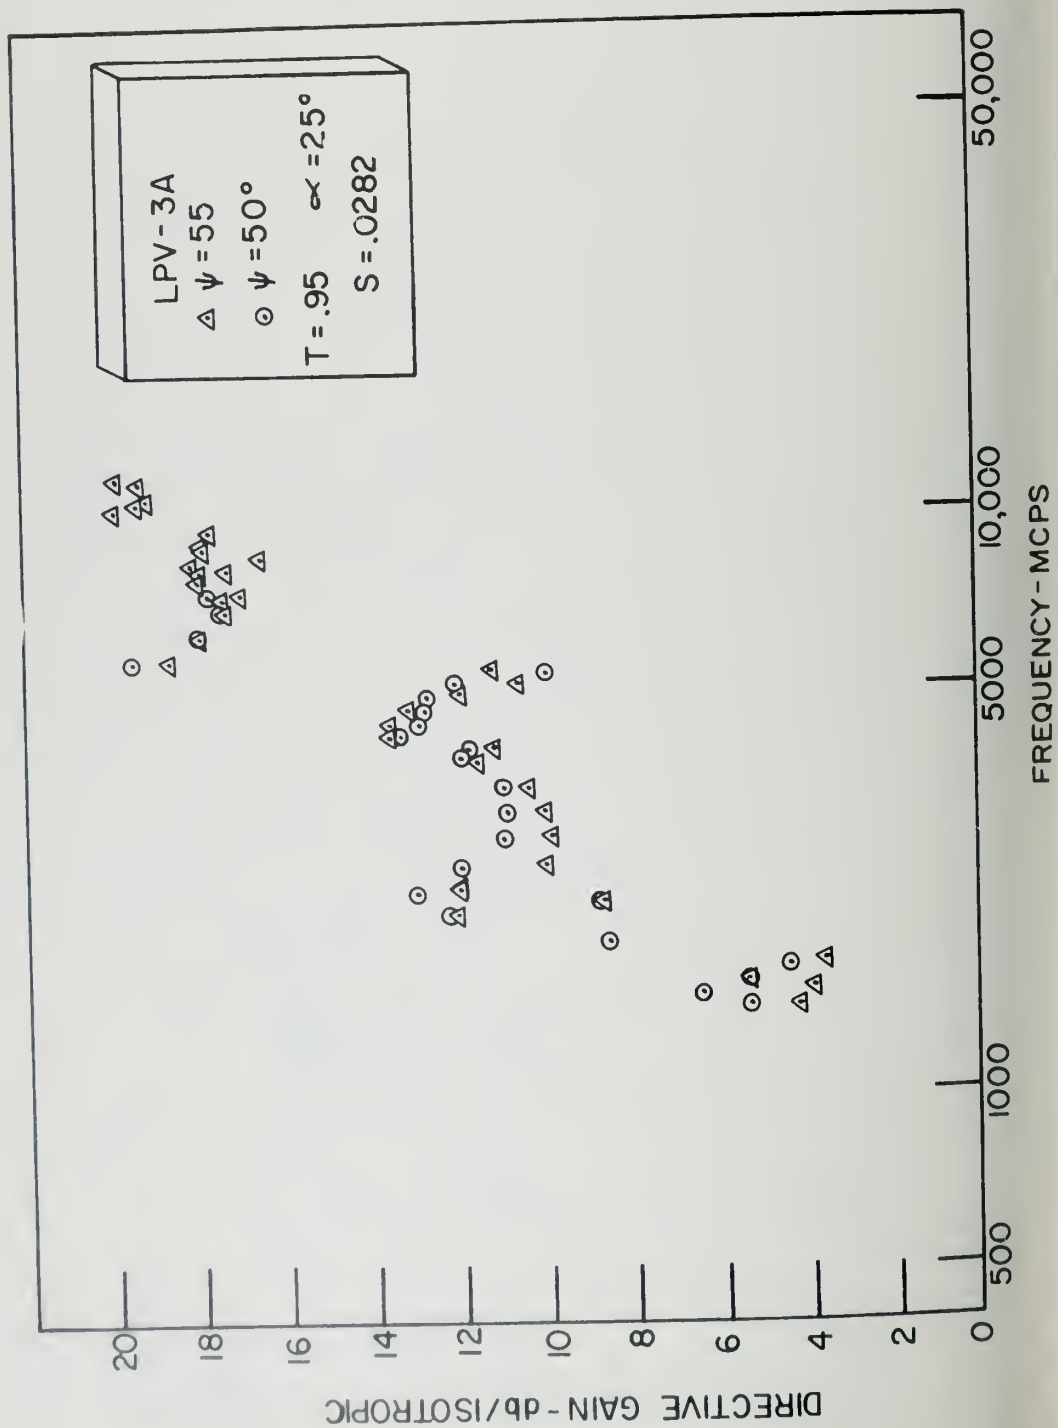 LPV-3A
△ ψ = 55
⊙ ψ = 50°
T = .95 ∝ = 25°
S = .0282
DIRECTIVE GAIN - db/ISOTROPIC
20
18
16
14
12
10
8
6
4
2
0
500
1000
5000
10,000
50,000
FREQUENCY - MCPS